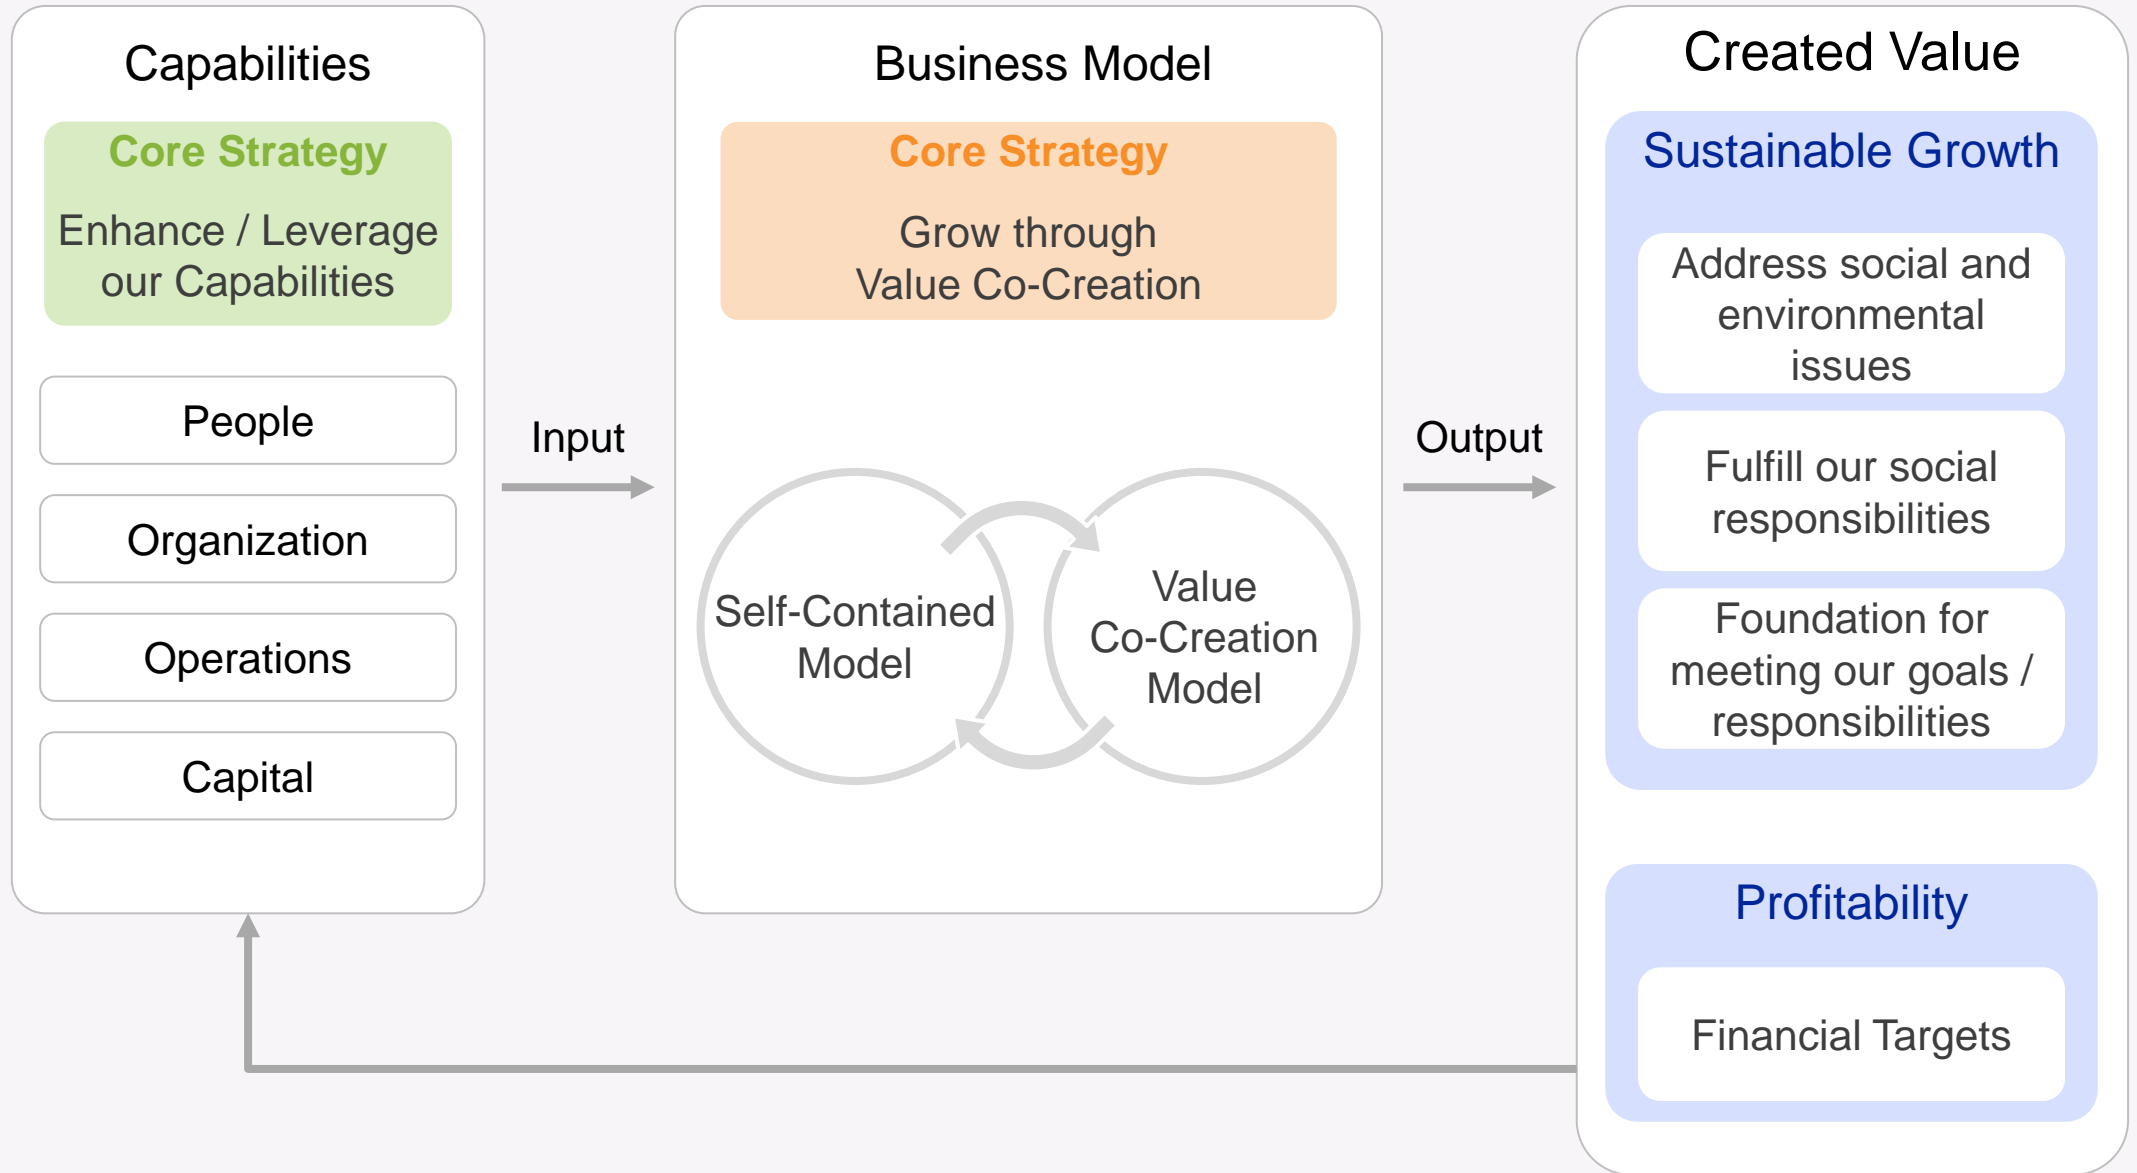 Capabilities
Core Strategy
Enhance / Leverage
our Capabilities
People
Organization
Operations
Capital
Input
Business Model
Core Strategy
Grow through
Value Co-Creation
Self-Contained
Model
Value
Co-Creation
Model
Output
Created Value
Sustainable Growth
Address social and
environmental
issues
Fulfill our social
responsibilities
Foundation for
meeting our goals /
responsibilities
Profitability
Financial Targets